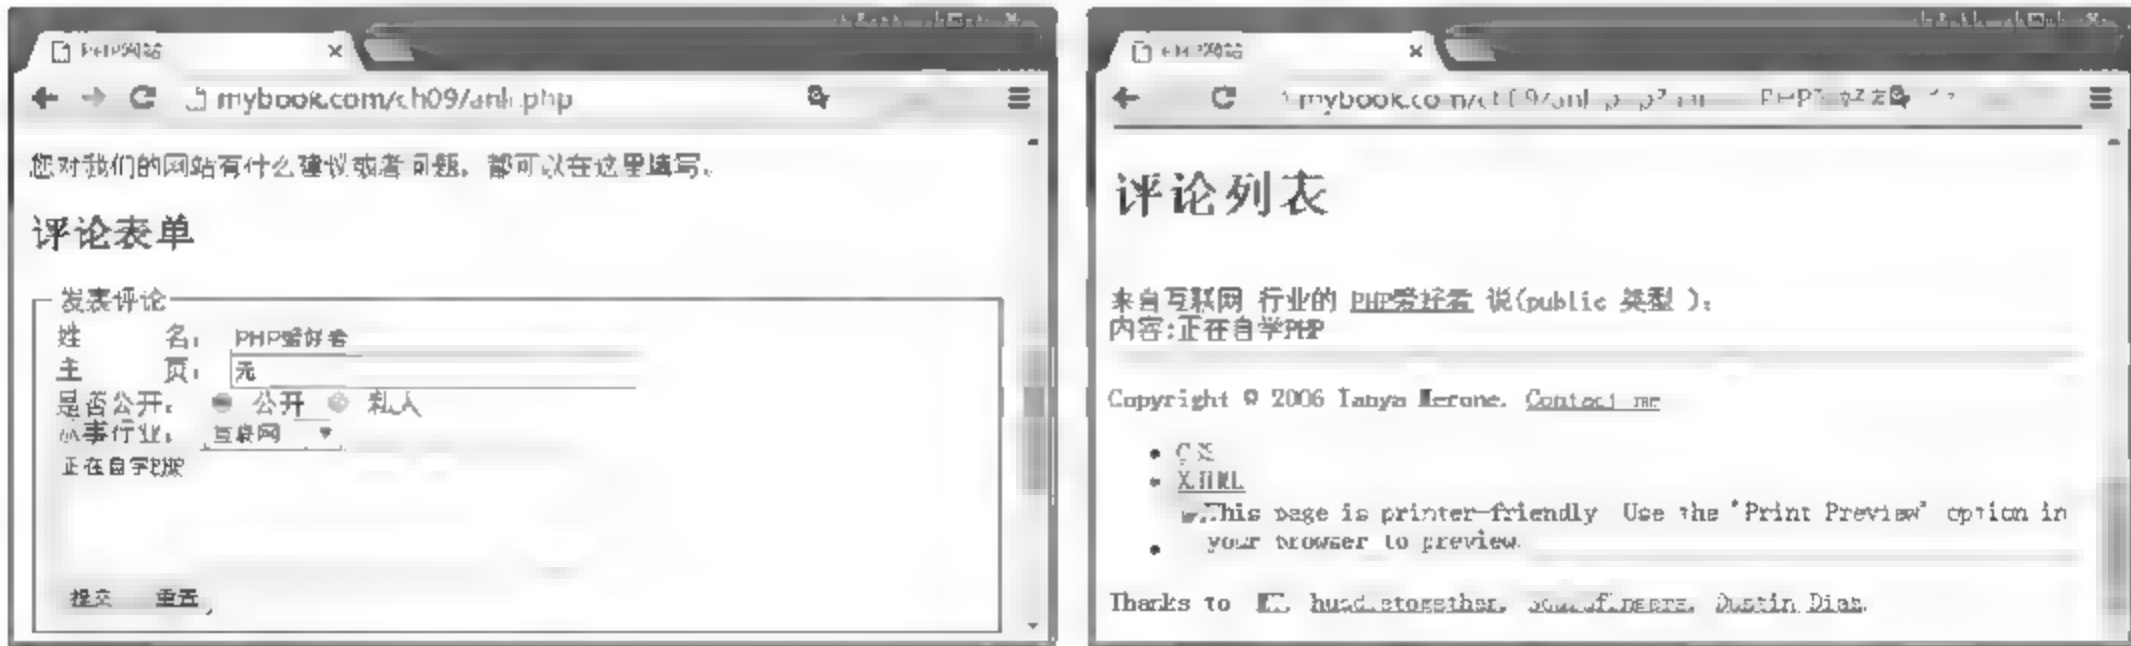 PHP网站
mybook.com/ch09/anli.php
您对我们的网站有什么建议或者问题，都可以在这里填写。
评论表单
发表评论
姓 名： PHP爱好者
主 页： 无
是否公开： 公开 私人
从事行业： 互联网
正在自学PHP
提交 重置
PHP网站
评论列表
来自互联网 行业的 PHP爱好者 说(public 类型 )：
内容:正在自学PHP
Copyright © 2006 Contact me
XHTML
This page is printer-friendly Use the 'Print Preview' option in
your browser to preview.
Thanks to Dustin Diaz.